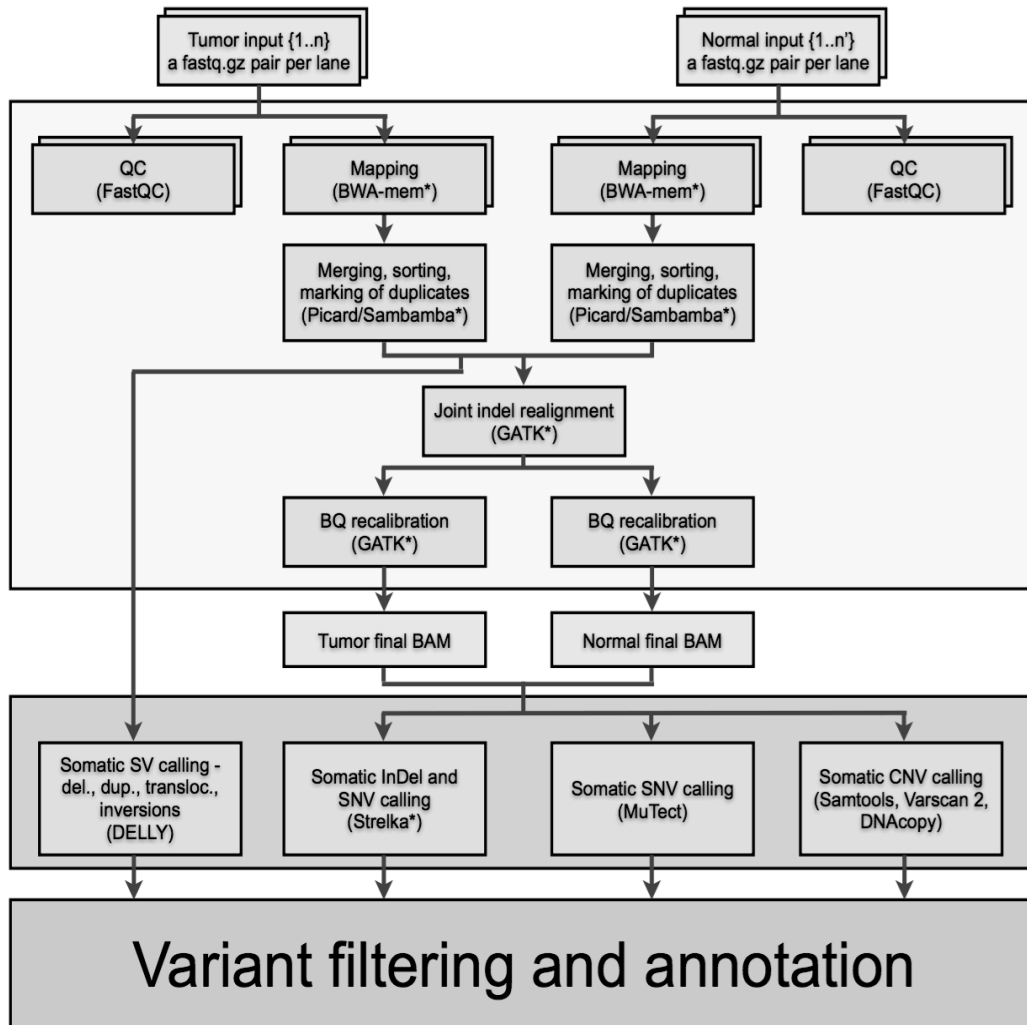 Tumor input {1..n}
a fastq.gz pair per lane
Normal input {1..n’}
a fastq.gz pair per lane
QC
(FastQC)
Mapping
(BWA-mem*)
Mapping
(BWA-mem*)
QC
(FastQC)
Merging, sorting,
marking of duplicates
(Picard/Sambamba*)
Merging, sorting,
marking of duplicates
(Picard/Sambamba*)
Joint indel realignment
(GATK*)
BQ recalibration
(GATK*)
BQ recalibration
(GATK*)
Tumor final BAM
Normal final BAM
Somatic SV calling -
del., dup., transloc.,
inversions
(DELLY)
Somatic InDel and
SNV calling
(Strelka*)
Somatic SNV calling
(MuTect)
Somatic CNV calling
(Samtools, Varscan 2,
DNAcopy)
Variant filtering and annotation